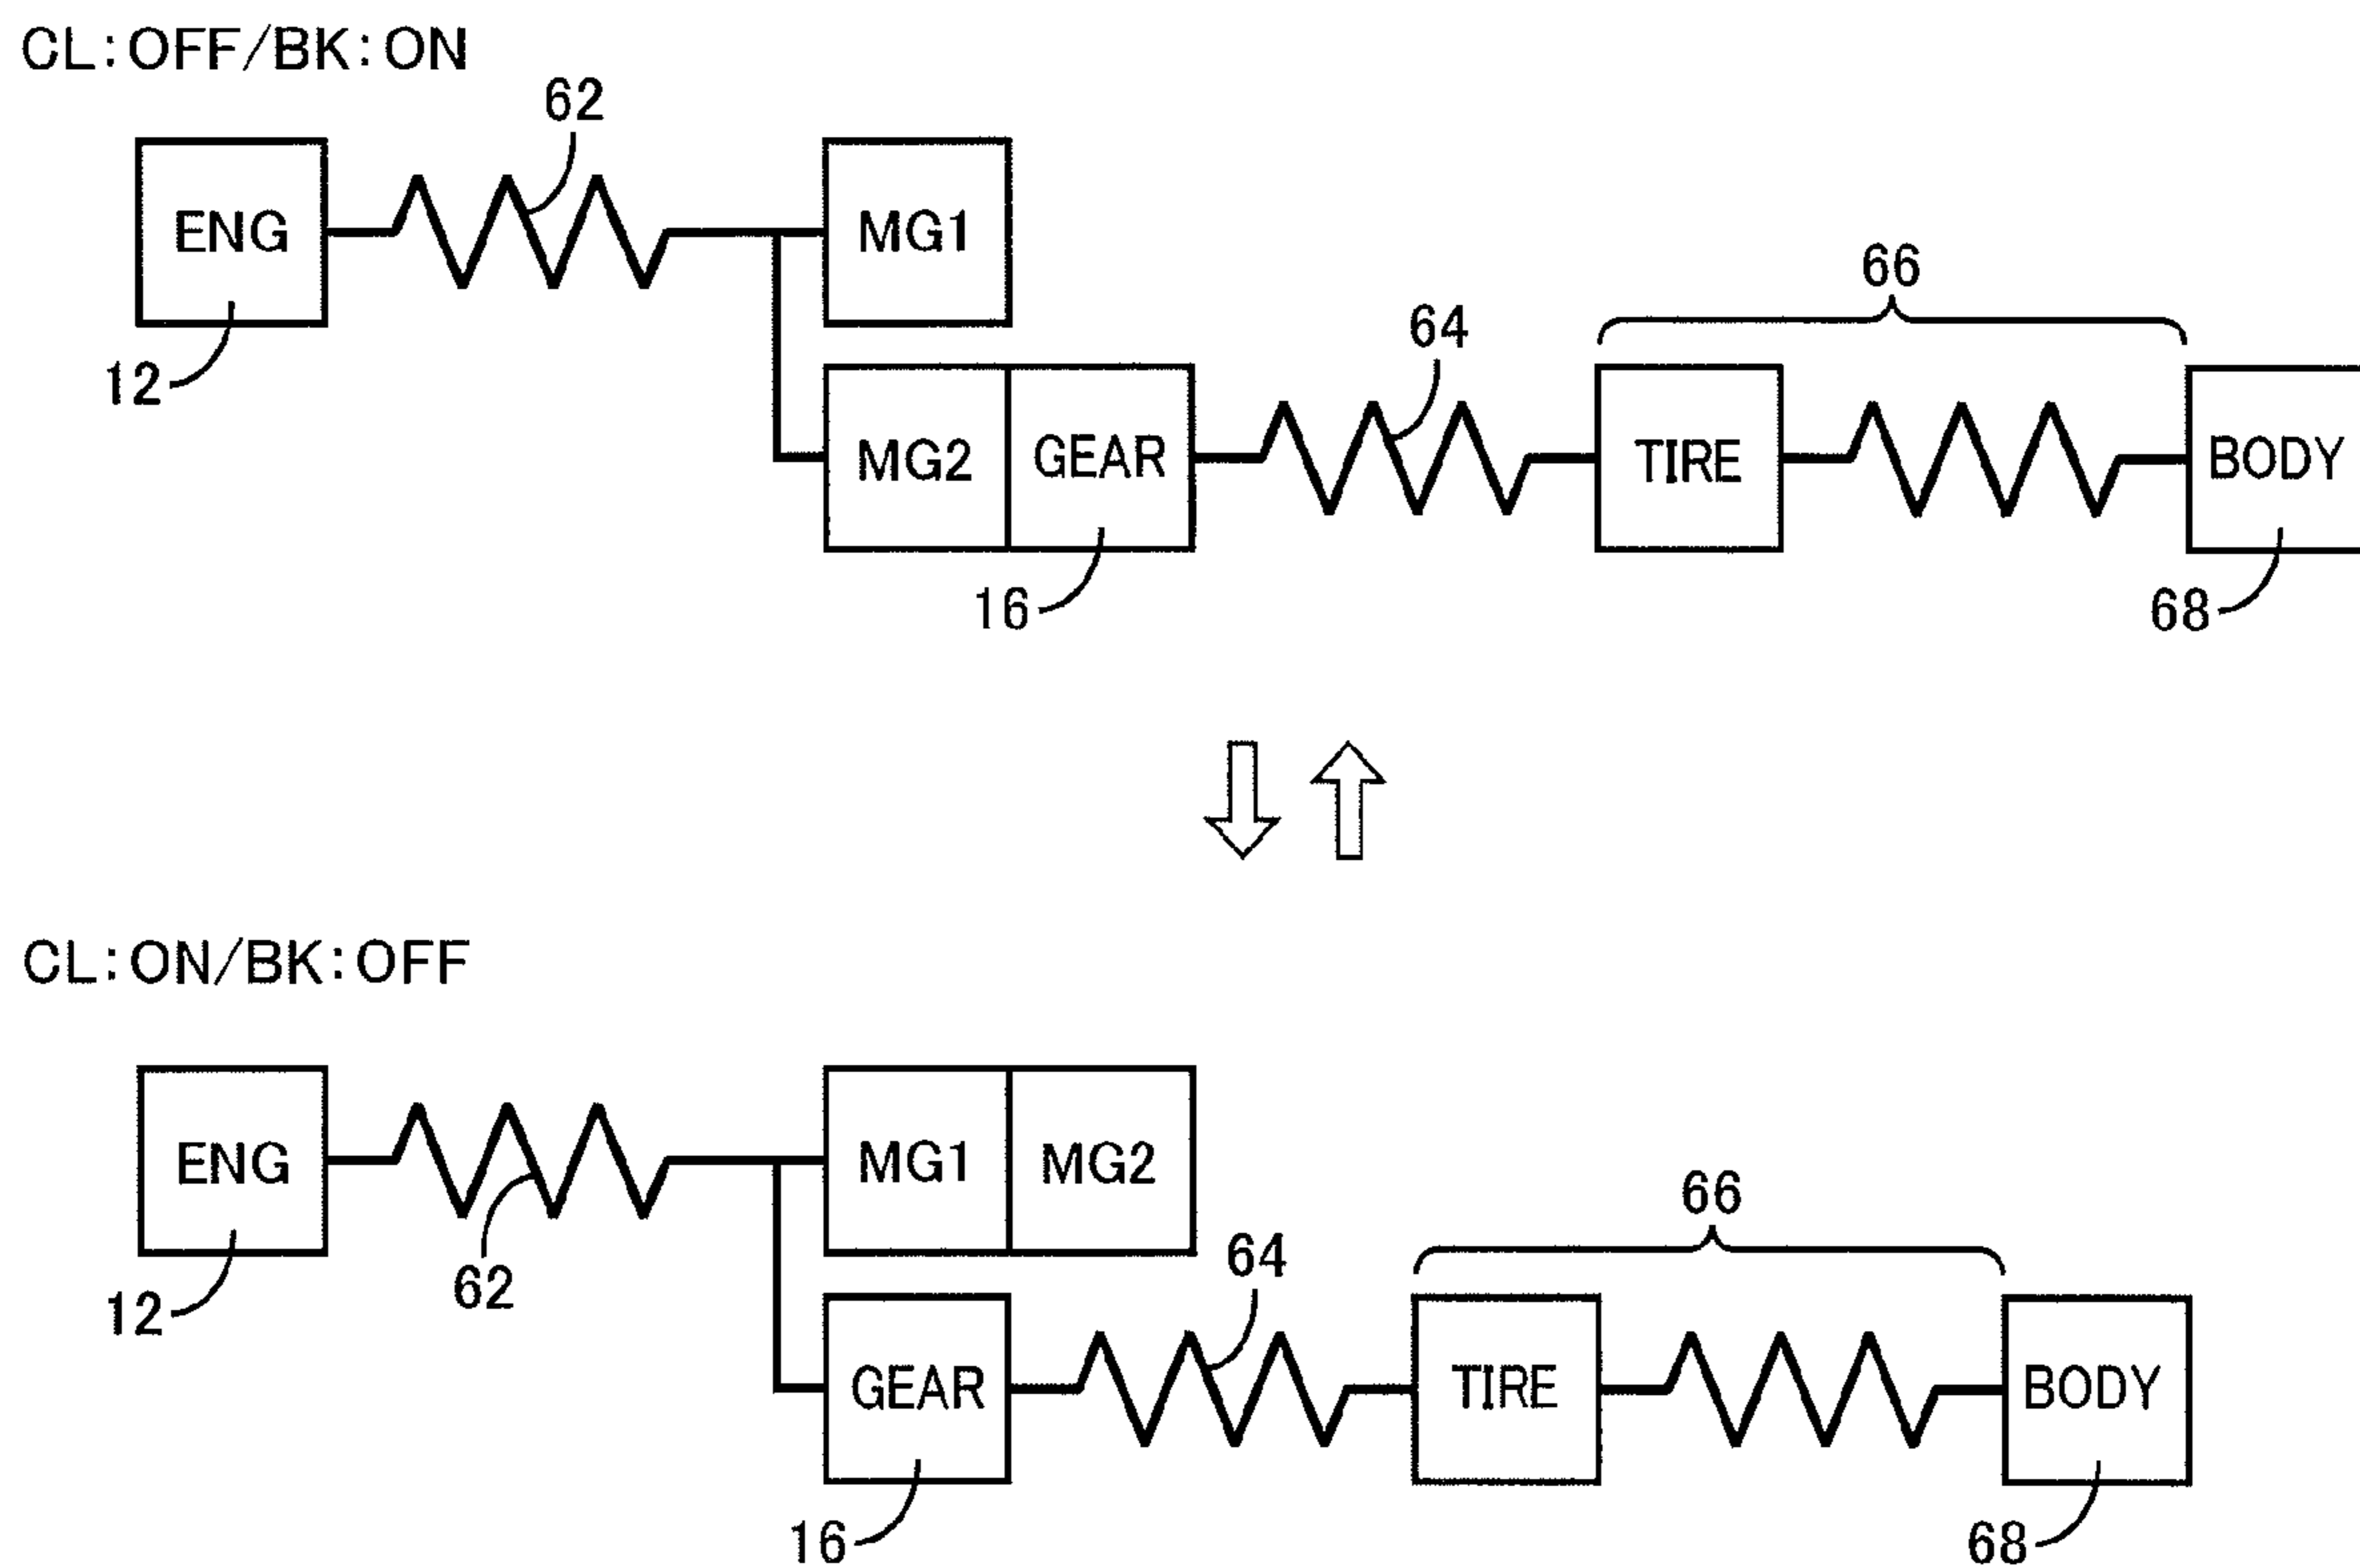 CL:OFF/BK:ON
62
ENG
MG1
66
64
12
MG2 GEAR
TIRE
BODY
16
68
CL:ON/BK:OFF
ENG
MG1 MG2
66
64
62
12
GEAR
TIRE
BODY
16
68